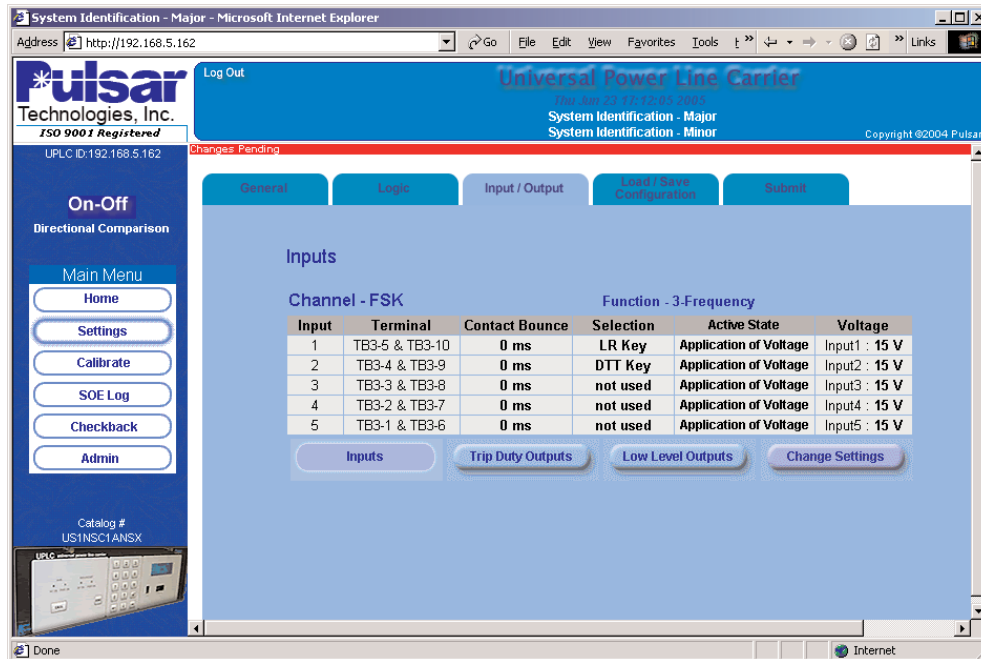 System Identification - Major - Microsoft Internet Explorer
Address http://192.168.5.162 Go File Edit View Favorites Tools Links
Pulsar
Technologies, Inc.
ISO 9001 Registered
Log Out
Universal Power Line Carrier
Thu Jun 23 17:12:05 2005
System Identification - Major
System Identification - Minor
Copyright ©2004 Pulsar
UPLC ID:192.168.5.162
Changes Pending
General
Logic
Input / Output
Load / Save
Configuration
Submit
On-Off
Directional Comparison
Main Menu
Home
Settings
Calibrate
SOE Log
Checkback
Admin
Catalog #
US1NSC1ANSX
UPLC
Inputs
Channel - FSK Function - 3-Frequency
Input Terminal Contact Bounce Selection Active State Voltage
1 TB3-5 & TB3-10 0 ms LR Key Application of Voltage Input1 : 15 V
2 TB3-4 & TB3-9 0 ms DTT Key Application of Voltage Input2 : 15 V
3 TB3-3 & TB3-8 0 ms not used Application of Voltage Input3 : 15 V
4 TB3-2 & TB3-7 0 ms not used Application of Voltage Input4 : 15 V
5 TB3-1 & TB3-6 0 ms not used Application of Voltage Input5 : 15 V
Inputs Trip Duty Outputs Low Level Outputs Change Settings
Done Internet